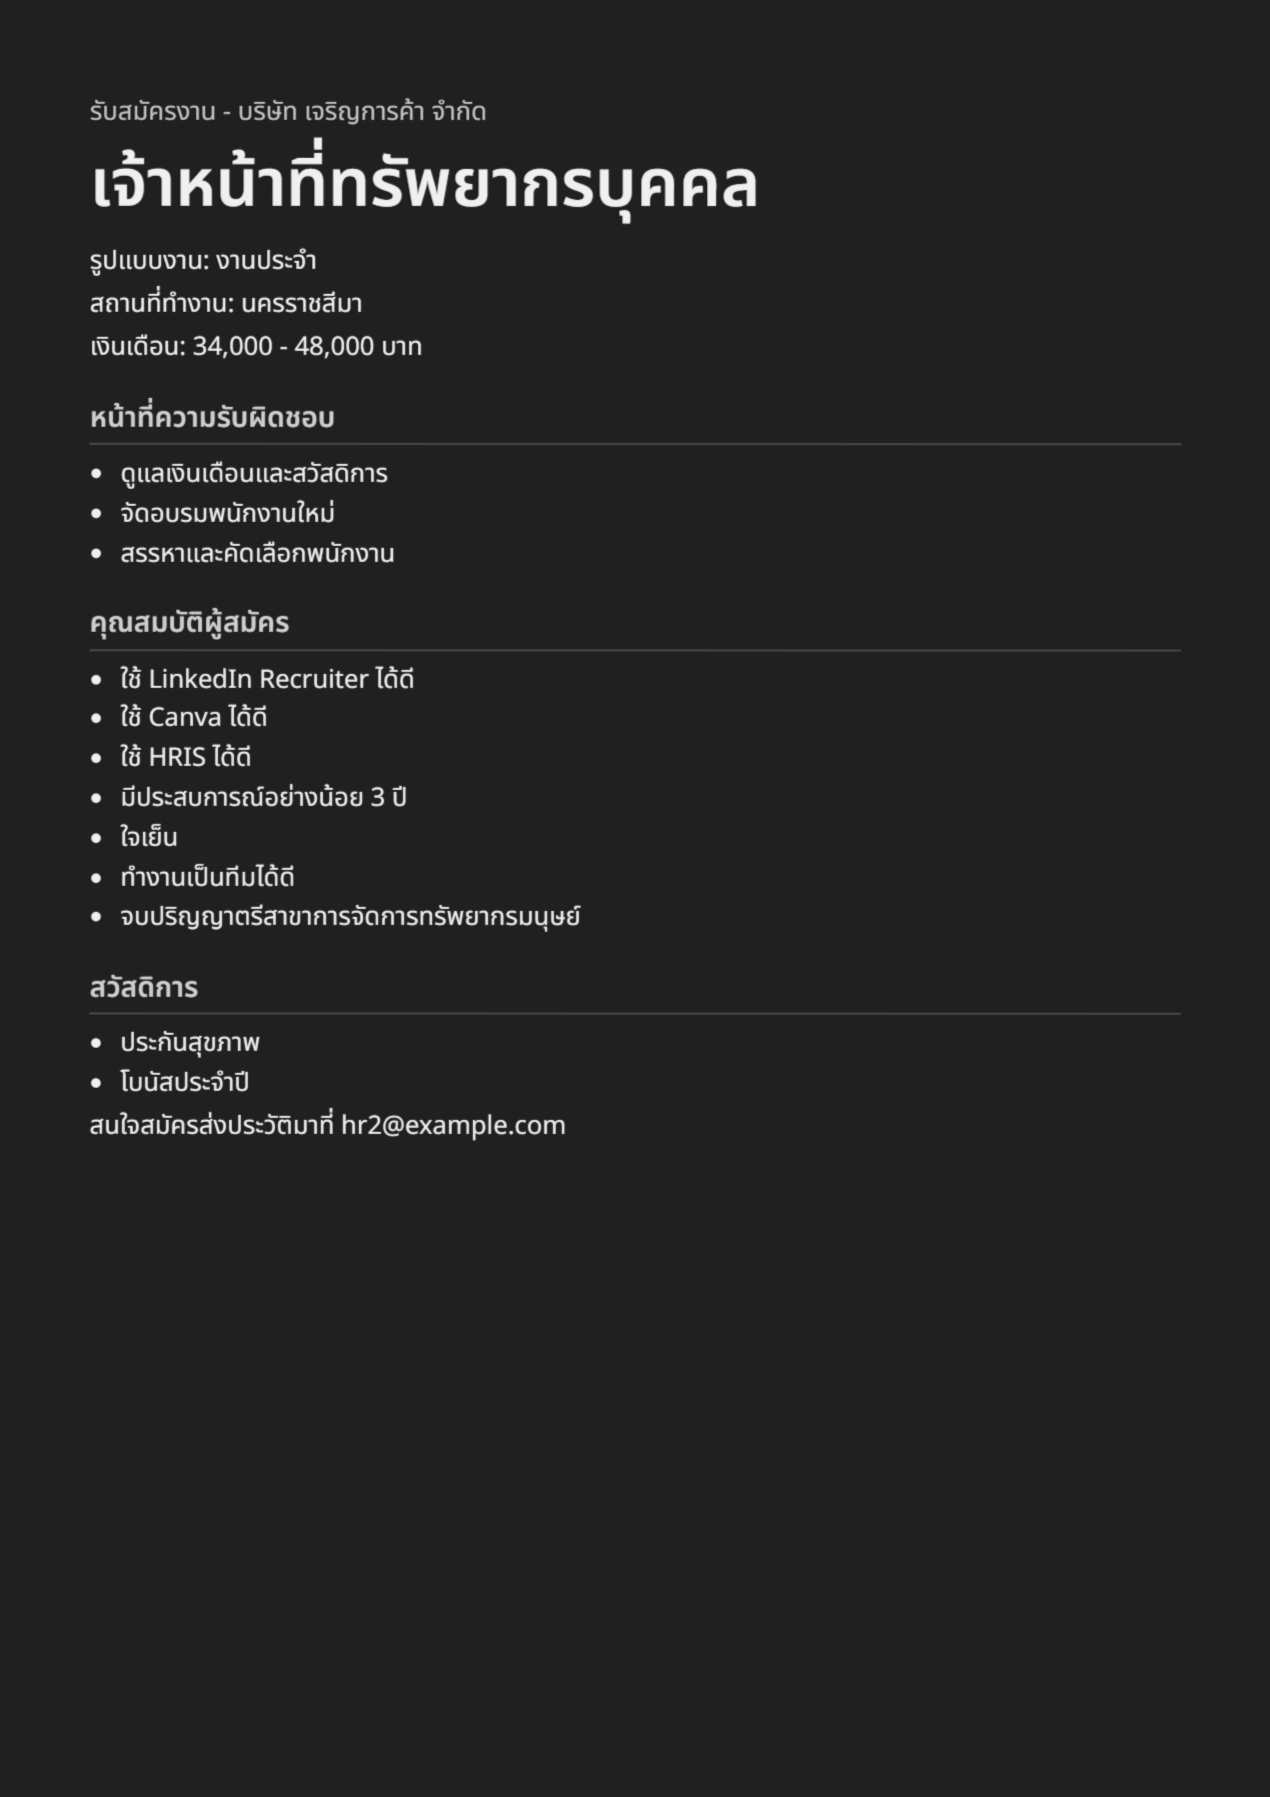 รับสมัครงาน - บริษัท เจริญการค้า จำกัด
เจ้าหน้าที่ทรัพยากรบุคคล
รูปแบบงาน: งานประจำ
สถานที่ทำงาน: นครราชสีมา
เงินเดือน: 34,000 - 48,000 บาท
หน้าที่ความรับผิดชอบ
• ดูแลเงินเดือนและสวัสดิการ
• จัดอบรมพนักงานใหม่
• สรรหาและคัดเลือกพนักงาน
คุณสมบัติผู้สมัคร
• ใช้ LinkedIn Recruiter ได้ดี
• ใช้ Canva ได้ดี
• ใช้ HRIS ได้ดี
• มีประสบการณ์อย่างน้อย 3 ปี
• ใจเย็น
• ทำงานเป็นทีมได้ดี
• จบปริญญาตรีสาขาการจัดการทรัพยากรมนุษย์
สวัสดิการ
• ประกันสุขภาพ
• โบนัสประจำปี
สนใจสมัครส่งประวัติมาที่ hr2@example.com